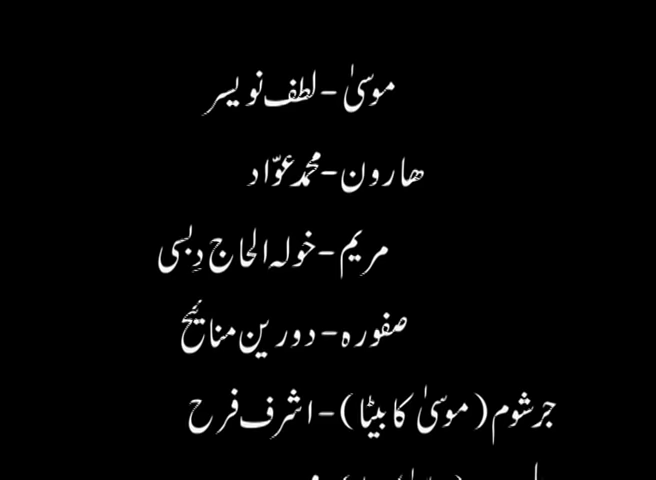 موسیٰ - لطف نویسر
ھارون - محمد عوّاد
مریم - خولہ الحاج دِبسی
صفورہ - دورین منائیح
جرشوم (موسیٰ کا بیٹا) - اشرف فرح